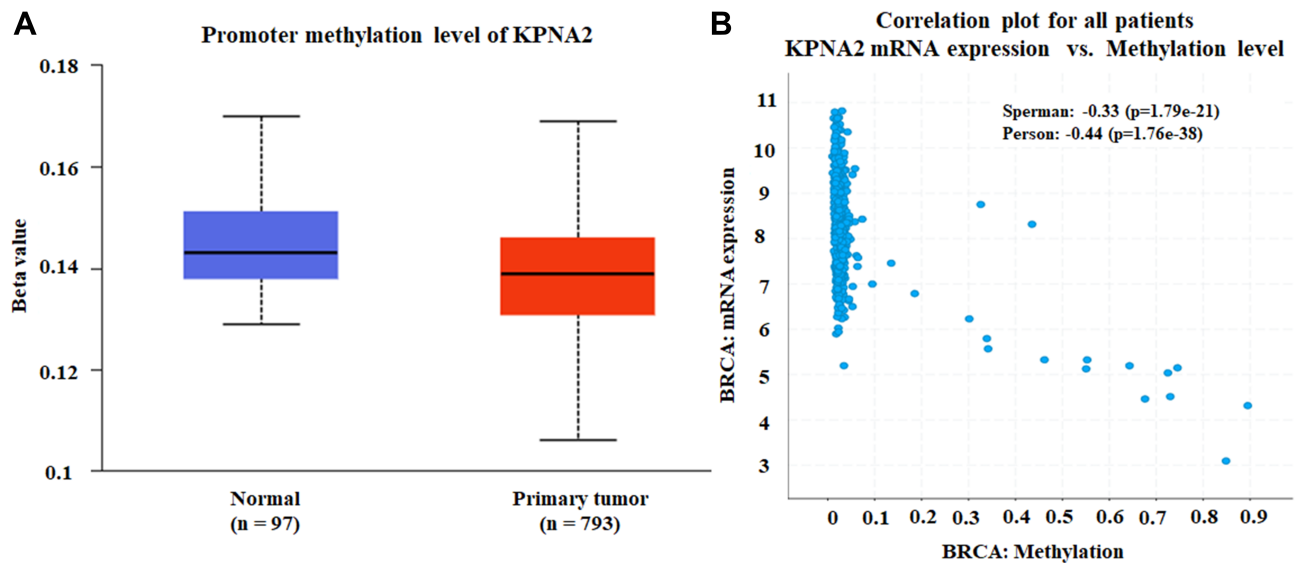 A
Promoter methylation level of KPNA2
0.18
0.16
0.14
0.12
0.1
Beta value
Normal
(n = 97)
Primary tumor
(n = 793)
B
Correlation plot for all patients
KPNA2 mRNA expression vs. Methylation level
Sperman: -0.33 (p=1.79e-21)
Person: -0.44 (p=1.76e-38)
11
10
9
8
7
6
5
4
3
BRCA: mRNA expression
0 0.1 0.2 0.3 0.4 0.5 0.6 0.7 0.8 0.9
BRCA: Methylation